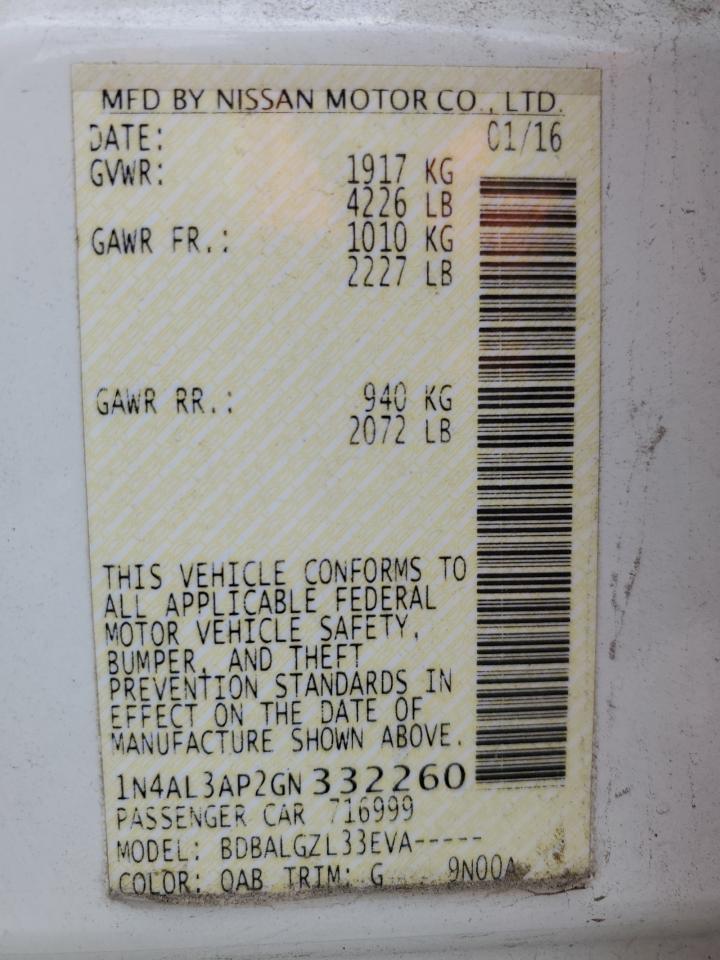 MFD BY NISSAN MOTOR CO., LTD.
DATE: 01/16
GVWR: 1917 KG
4226 LB
GAWR FR.: 1010 KG
2227 LB
GAWR RR.: 940 KG
2072 LB
THIS VEHICLE CONFORMS TO
ALL APPLICABLE FEDERAL
MOTOR VEHICLE SAFETY,
BUMPER, AND THEFT
PREVENTION STANDARDS IN
EFFECT ON THE DATE OF
MANUFACTURE SHOWN ABOVE.
1N4AL3AP2GN 332260
PASSENGER CAR 716999
MODEL: BDBALGZL33EVA-----
COLOR: QAB TRIM: G 9N00A